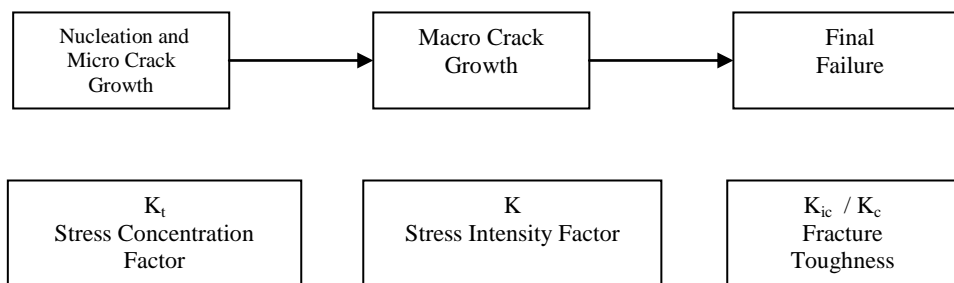 Nucleation and
Micro Crack
Growth
Macro Crack
Growth
Final
Failure
Kt
Stress Concentration
Factor
K
Stress Intensity Factor
Kic / Kc
Fracture
Toughness